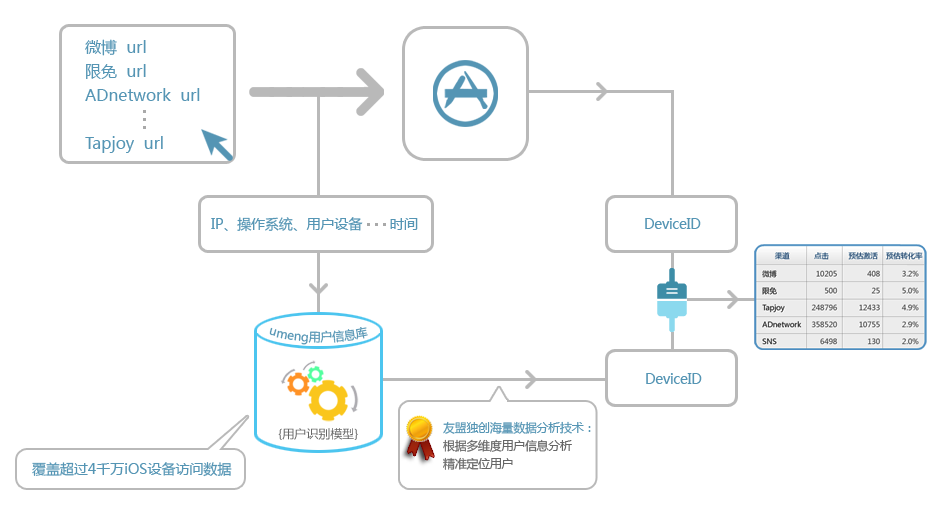 微博 url
限免 url
ADnetwork url
Tapjoy url
IP、操作系统、用户设备···时间
DeviceID
渠道 点击 预估激活 预估转化率
微博 10205 408 3.2%
限免 500 25 5.0%
Tapjoy 248796 12433 4.9%
ADnetwork 358520 10755 2.9%
SNS 6498 130 2.0%
umeng用户信息库
{用户识别模型}
DeviceID
友盟独创海量数据分析技术：
根据多维度用户信息分析
精准定位用户
覆盖超过4千万iOS设备访问数据